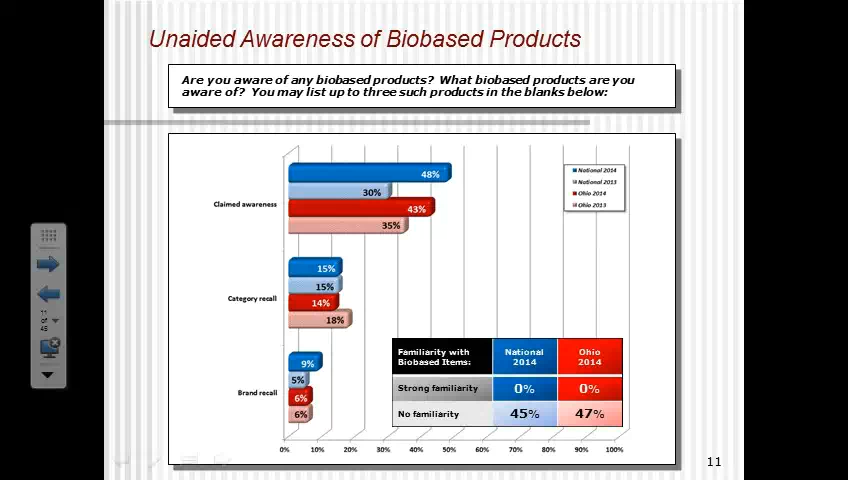 Unaided Awareness of Biobased Products
Are you aware of any biobased products? What biobased products are you
aware of? You may list up to three such products in the blanks below:
National 2014
National 2013
Ohio 2014
Ohio 2013
Claimed awareness
48%
30%
43%
35%
Category recall
15%
15%
14%
18%
Brand recall
9%
5%
6%
6%
Familiarity with
Biobased Items:
National
2014
Ohio
2014
Strong familiarity 0% 0%
No familiarity 45% 47%
0% 10% 20% 30% 40% 50% 60% 70% 80% 90% 100%
11
of
45
11